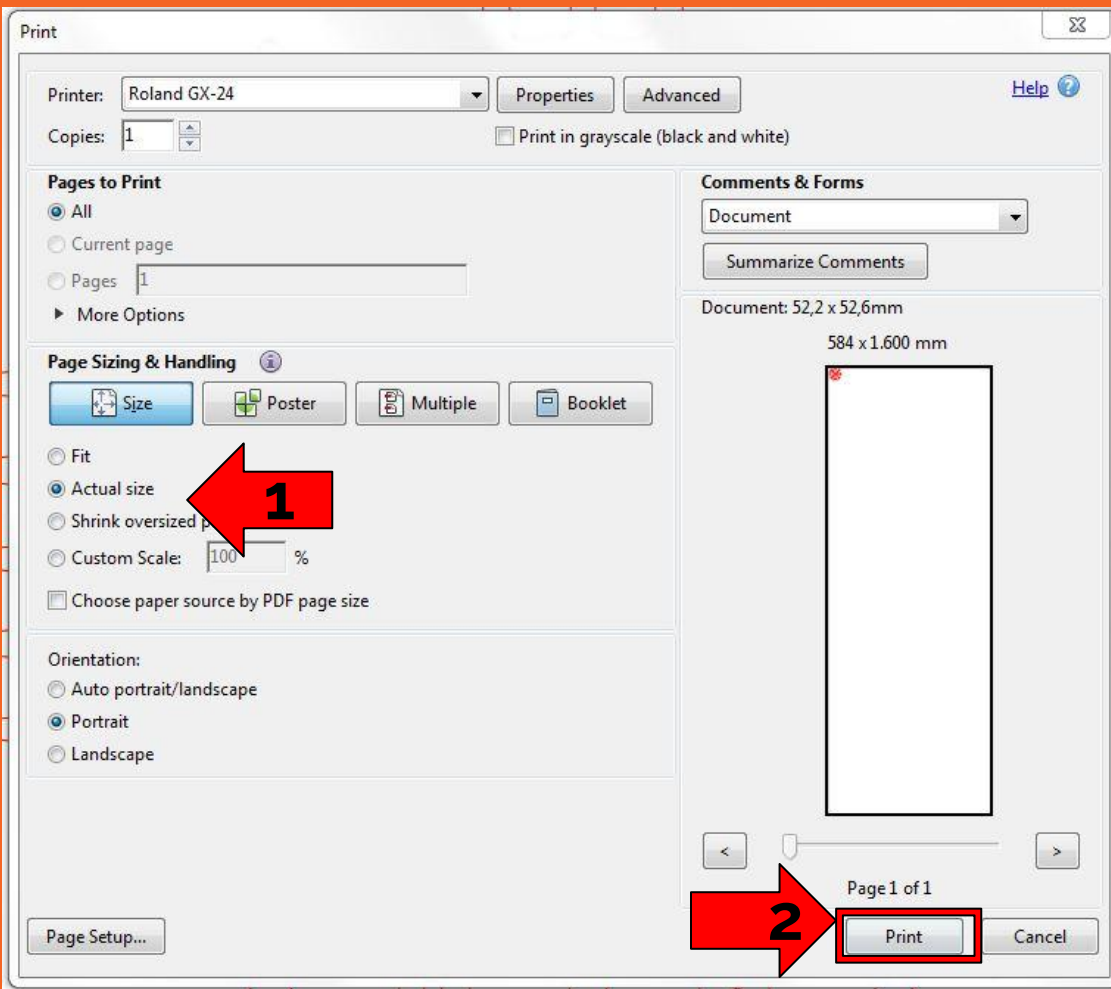 Print
Printer: Roland GX-24 Properties Advanced Help
Copies: 1 Print in grayscale (black and white)
Pages to Print
All
Current page
Pages 1
More Options
Comments & Forms
Document
Summarize Comments
Document: 52,2 x 52,6mm
584 x 1.600 mm
Page Sizing & Handling
Size Poster Multiple Booklet
Fit
Actual size
1
Shrink oversized p
Custom Scale: 100 %
Choose paper source by PDF page size
Orientation:
Auto portrait/landscape
Portrait
Landscape
< >
Page 1 of 1
2
Page Setup... Print Cancel